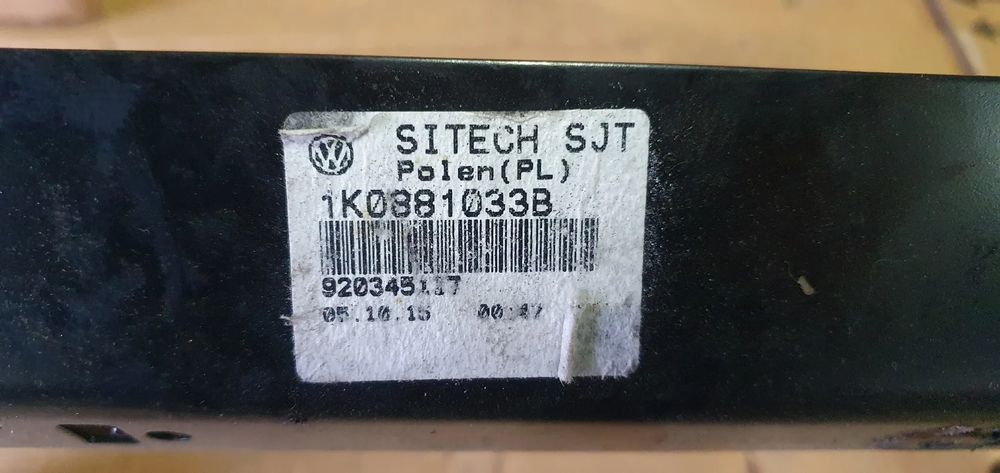 SITECH SJT
Polen(PL)
1K0881033B
05.10.15